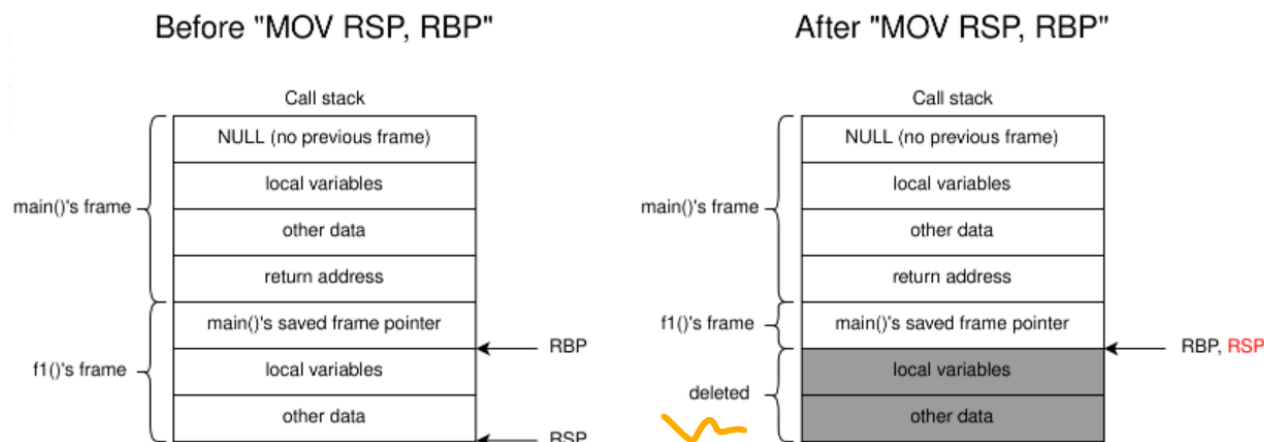 Before "MOV RSP, RBP"
Call stack
NULL (no previous frame)
local variables
main()'s frame
other data
return address
main()'s saved frame pointer
RBP
f1()'s frame
local variables
other data
RSP
After "MOV RSP, RBP"
Call stack
NULL (no previous frame)
local variables
main()'s frame
other data
return address
f1()'s frame
main()'s saved frame pointer
RBP, RSP
local variables
deleted
other data